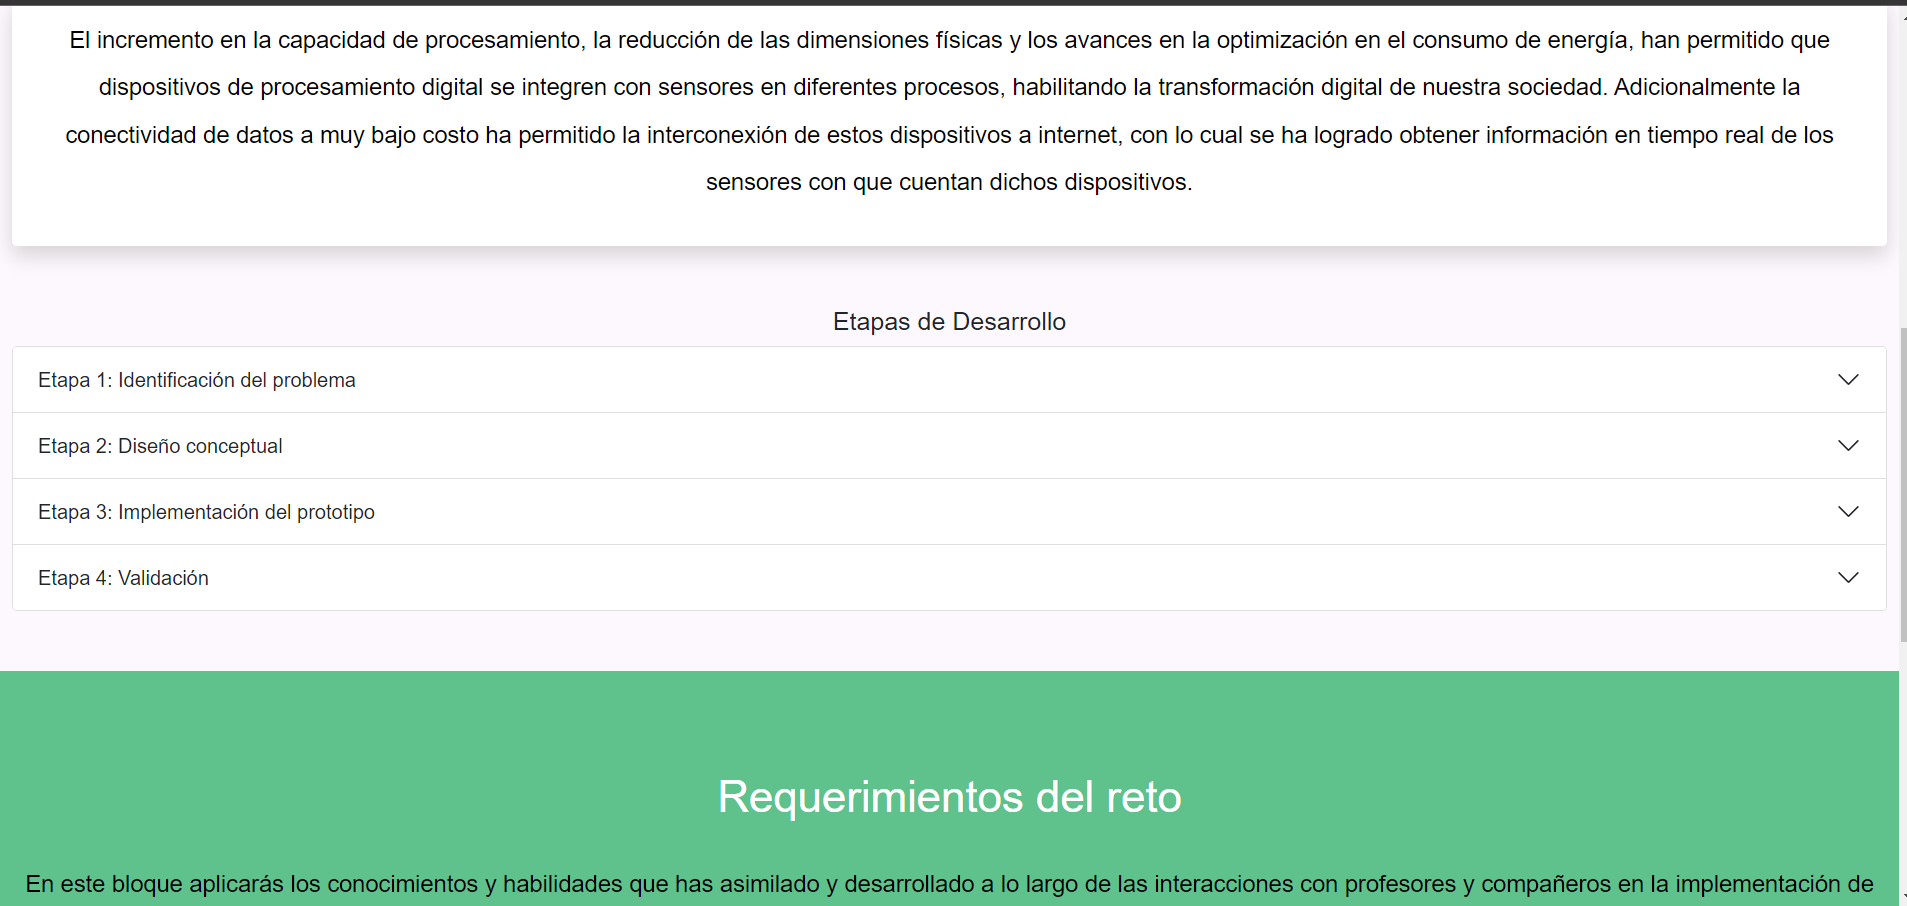 El incremento en la capacidad de procesamiento, la reducción de las dimensiones físicas y los avances en la optimización en el consumo de energía, han permitido que
dispositivos de procesamiento digital se integren con sensores en diferentes procesos, habilitando la transformación digital de nuestra sociedad. Adicionalmente la
conectividad de datos a muy bajo costo ha permitido la interconexión de estos dispositivos a internet, con lo cual se ha logrado obtener información en tiempo real de los
sensores con que cuentan dichos dispositivos.
Etapas de Desarrollo
Etapa 1: Identificación del problema
Etapa 2: Diseño conceptual
Etapa 3: Implementación del prototipo
Etapa 4: Validación
Requerimientos del reto
En este bloque aplicarás los conocimientos y habilidades que has asimilado y desarrollado a lo largo de las interacciones con profesores y compañeros en la implementación de